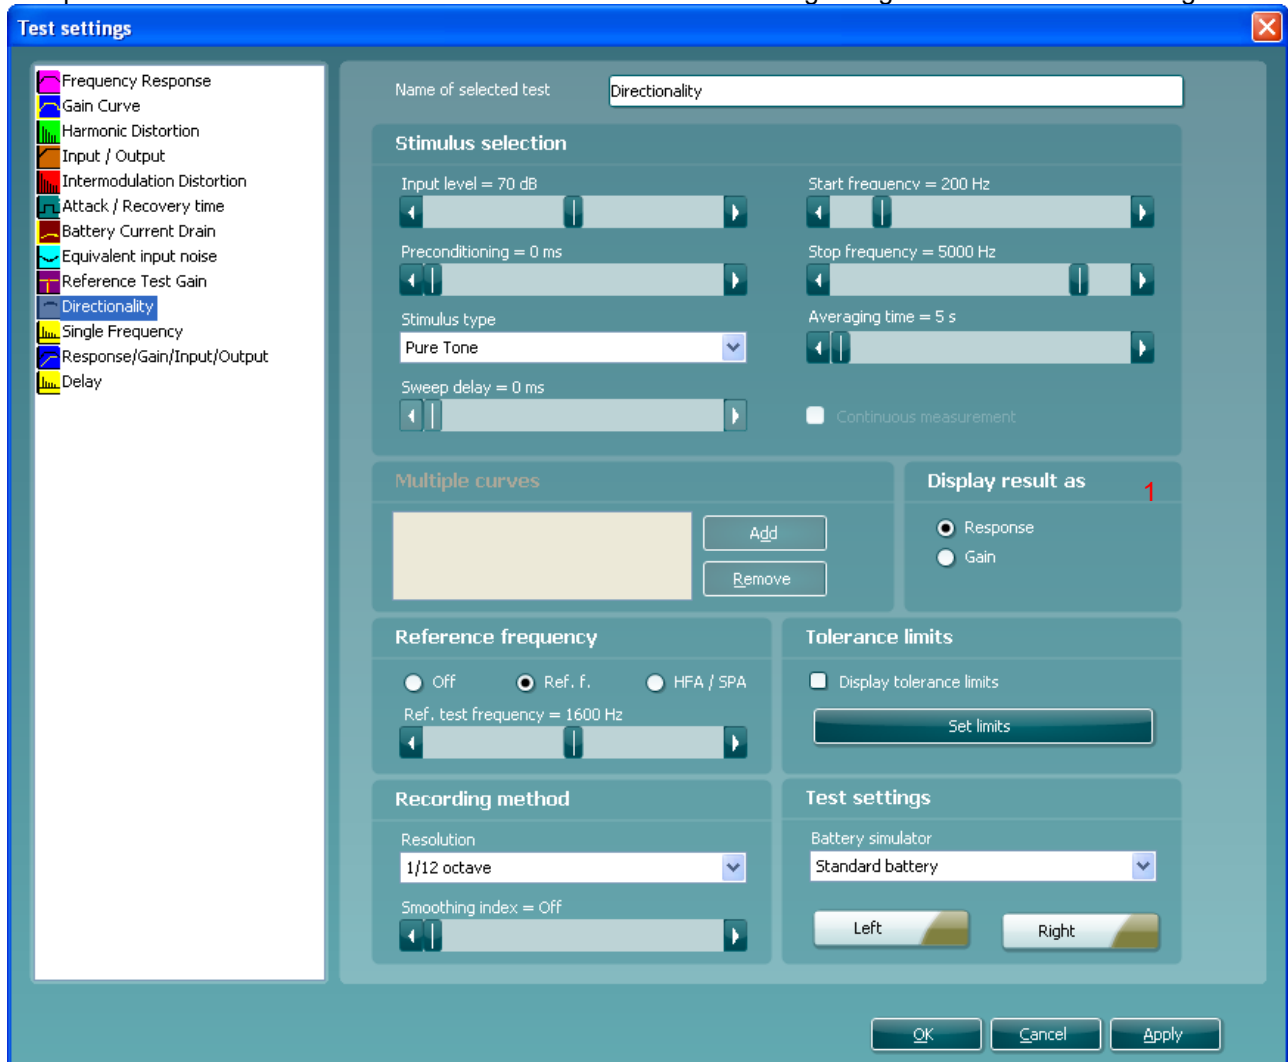 Test settings
Frequency Response
Gain Curve
Harmonic Distortion
Input / Output
Intermodulation Distortion
Attack / Recovery time
Battery Current Drain
Equivalent input noise
Reference Test Gain
Directionality
Single Frequency
Response/Gain/Input/Output
Delay
Name of selected test
Directionality
Stimulus selection
Input level = 70 dB
Start frequency = 200 Hz
Preconditioning = 0 ms
Stop frequency = 5000 Hz
Stimulus type
Pure Tone
Averaging time = 5 s
Sweep delay = 0 ms
Continuous measurement
Multiple curves
Add
Remove
Display result as
1
Response
Gain
Reference frequency
Off
Ref. f.
HFA / SPA
Ref. test frequency = 1600 Hz
Tolerance limits
Display tolerance limits
Set limits
Recording method
Resolution
1/12 octave
Smoothing index = Off
Test settings
Battery simulator
Standard battery
Left
Right
OK
Cancel
Apply